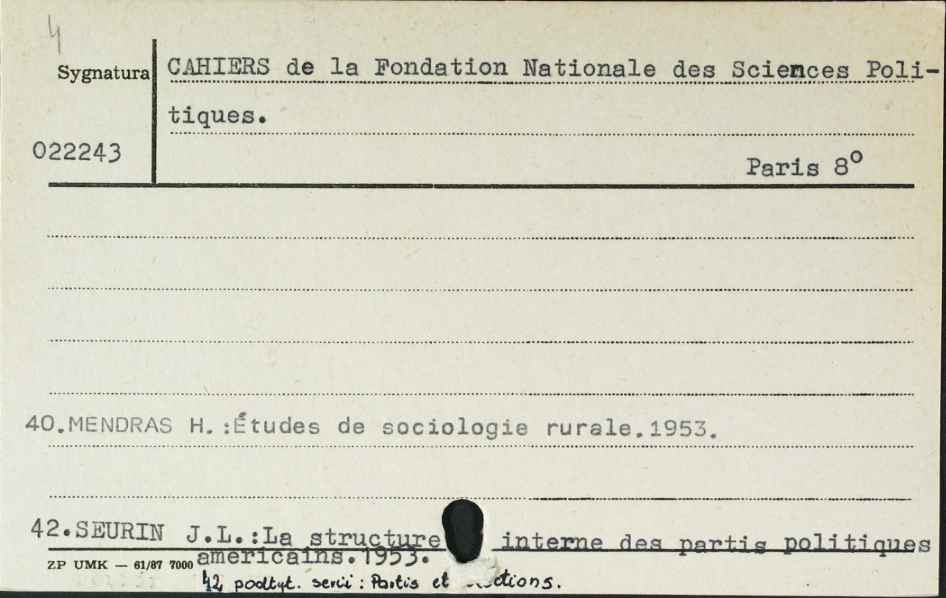 4
Sygnatura
CAHIERS de la Fondation Nationale des Sciences Poli-
tiques.
022243
Paris 8°
40.MENDRAS H.:Études de sociologie rurale.1953.
42.SEURIN J.L.:La structure interne des partis politiques
americains.1953.
ZP UMK — 61/87 7000
42 podtyt. serii: Partis et